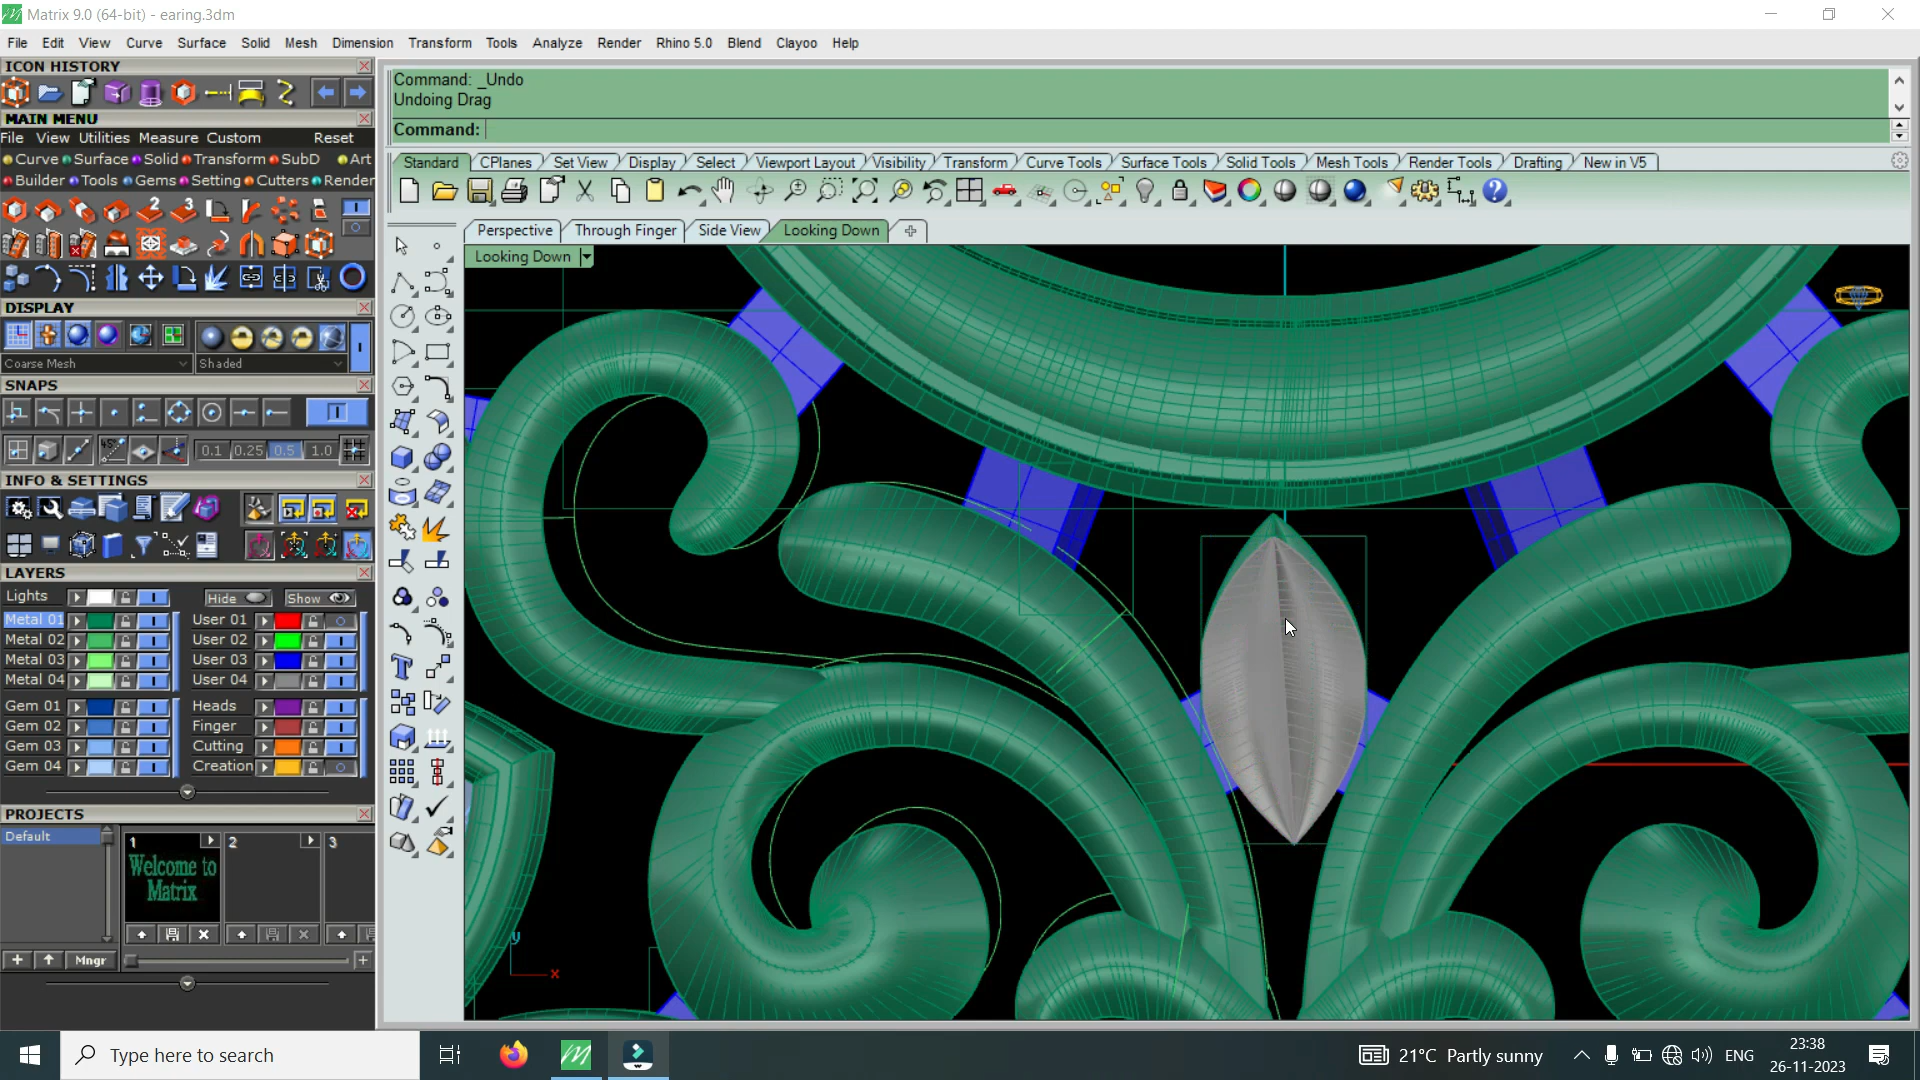 Matrix 9.0 (64-bit) - earing.3dm
File Edit View Curve Surface Solid Mesh Dimension Transform Tools Analyze Render Rhino 5.0 Blend Clayoo Help
ICON HISTORY
MAIN MENU
File View Utilities Measure Custom Reset
Curve Surface Solid Transform SubD Art
Builder Tools Gems Setting Cutters Render
2 3
DISPLAY
Coarse Mesh Shaded
SNAPS
0.1 0.25 0.5 1.0
INFO & SETTINGS
LAYERS
Lights Hide Show
Metal 01 User 01
Metal 02 User 02
Metal 03 User 03
Metal 04 User 04
Gem 01 Heads
Gem 02 Finger
Gem 03 Cutting
Gem 04 Creation
PROJECTS
Default
1 2 3
Welcome to
Matrix
Mngr
Command: _Undo
Undoing Drag
Command:
Standard CPlanes Set View Display Select Viewport Layout Visibility Transform Curve Tools Surface Tools Solid Tools Mesh Tools Render Tools Drafting New in V5
Perspective Through Finger Side View Looking Down
Looking Down
y
x
Type here to search
21°C Partly sunny
ENG
23:38
26-11-2023